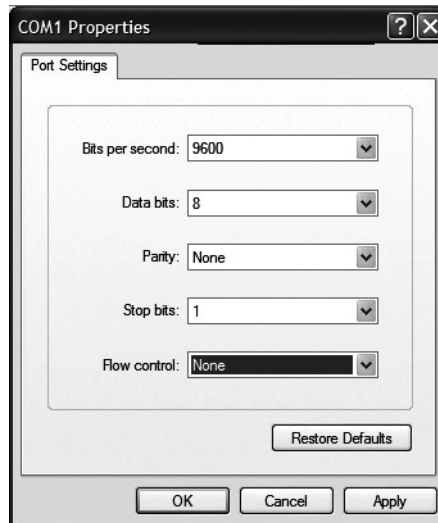 COM1 Properties
Port Settings
Bits per second: 9600
Data bits: 8
Parity: None
Stop bits: 1
Flow control: None
Restore Defaults
OK Cancel Apply